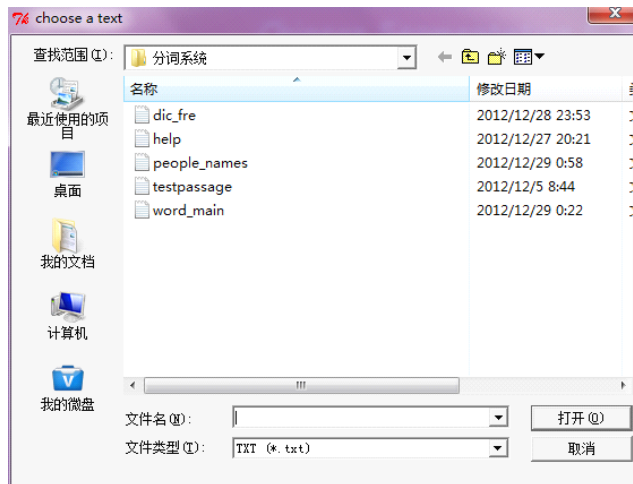 choose a text
查找范围(I): 分词系统
名称 修改日期
dic_fre 2012/12/28 23:53
help 2012/12/27 20:21
people_names 2012/12/29 0:58
testpassage 2012/12/5 8:44
word_main 2012/12/29 0:22
最近使用的项
目
桌面
我的文档
计算机
我的微盘
文件名(N): 打开(O)
文件类型(T): TXT (*.txt) 取消